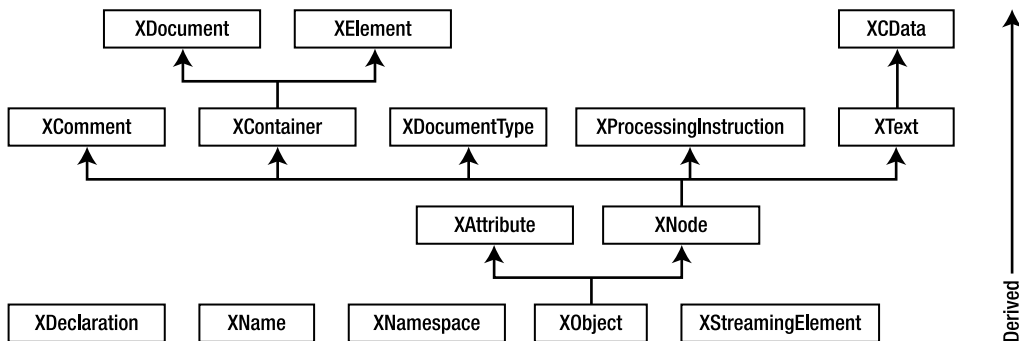 XDocument XElement XCData
XComment XContainer XDocumentType XProcessingInstruction XText
XAttribute XNode
XDeclaration XName XNamespace XObject XStreamingElement
Derived